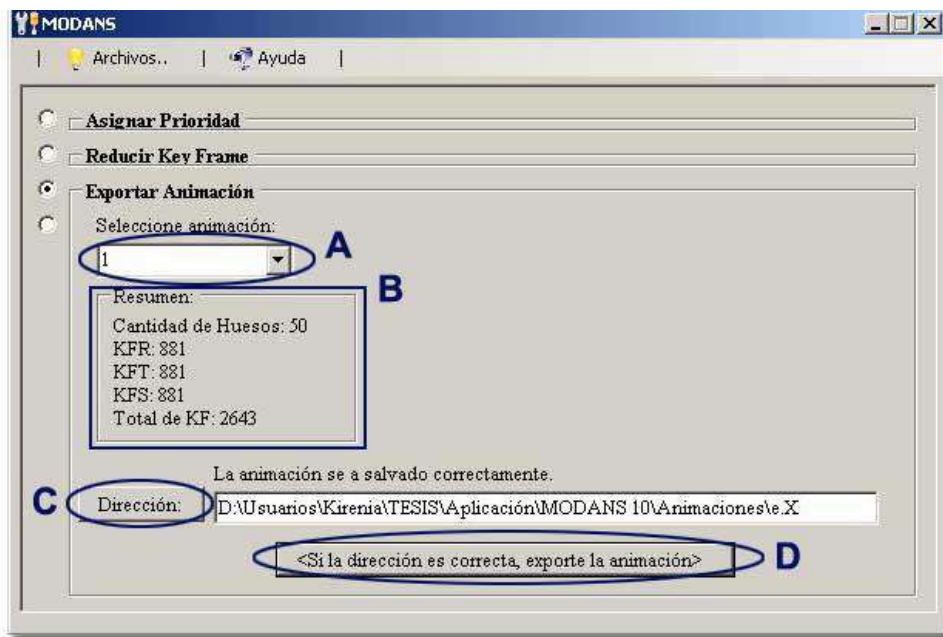 MODANS
| Archivos.. | Ayuda |
Asignar Prioridad
Reducir Key Frame
Exportar Animación
Seleccione animación:
1
A
B
Resumen:
Cantidad de Huesos: 50
KFR: 881
KFT: 881
KFS: 881
Total de KF: 2643
La animación se a salvado correctamente.
C
Dirección:
D:\Usuarios\Kirenia\TESIS\Aplicación\MODANS 10\Animaciones\e.X
<Si la dirección es correcta, exporte la animación>
D